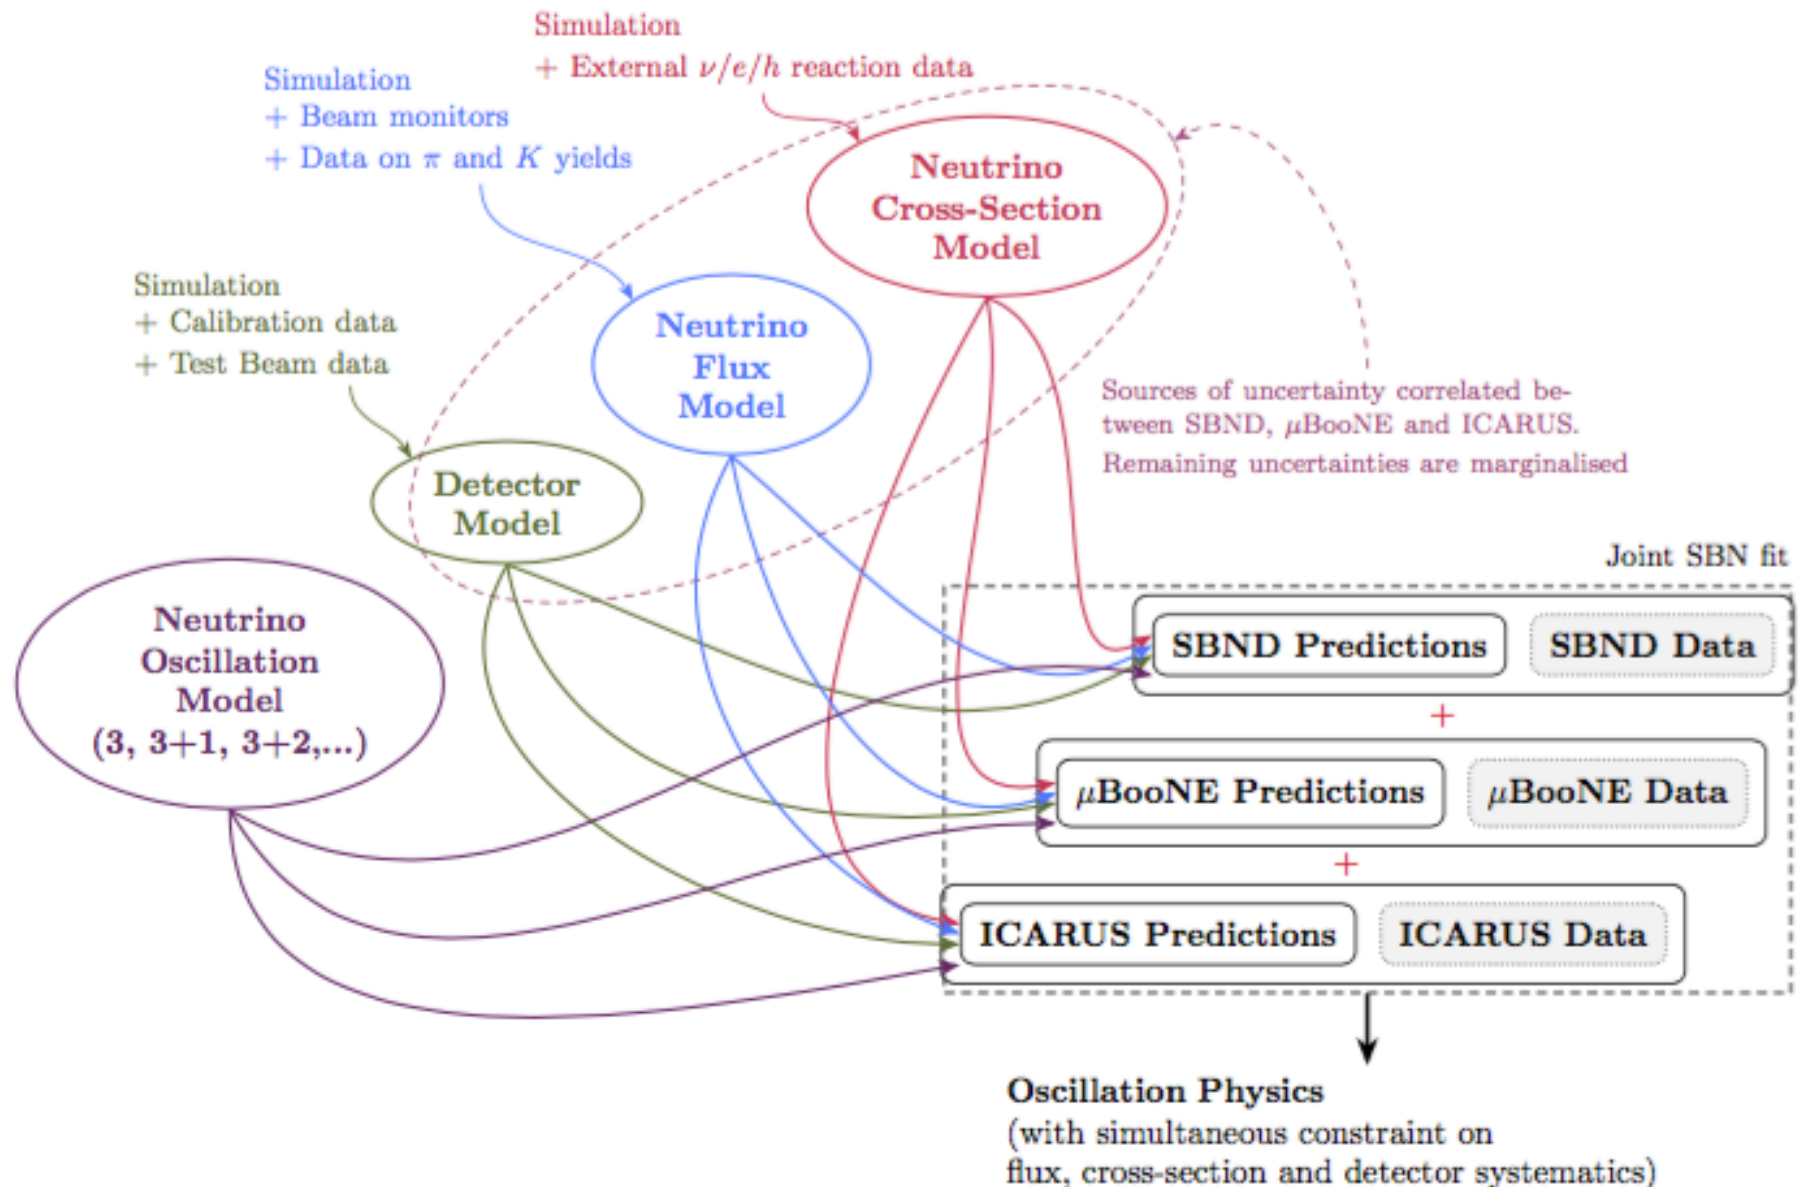 Simulation
+ External ν/e/h reaction data
Simulation
+ Beam monitors
+ Data on π and K yields
Neutrino
Cross-Section
Model
Simulation
+ Calibration data
+ Test Beam data
Neutrino
Flux
Model
Sources of uncertainty correlated be-
tween SBND, μBooNE and ICARUS.
Remaining uncertainties are marginalised
Detector
Model
Joint SBN fit
Neutrino
Oscillation
Model
(3, 3+1, 3+2,...)
SBND Predictions SBND Data
+
μBooNE Predictions μBooNE Data
+
ICARUS Predictions ICARUS Data
Oscillation Physics
(with simultaneous constraint on
flux, cross-section and detector systematics)